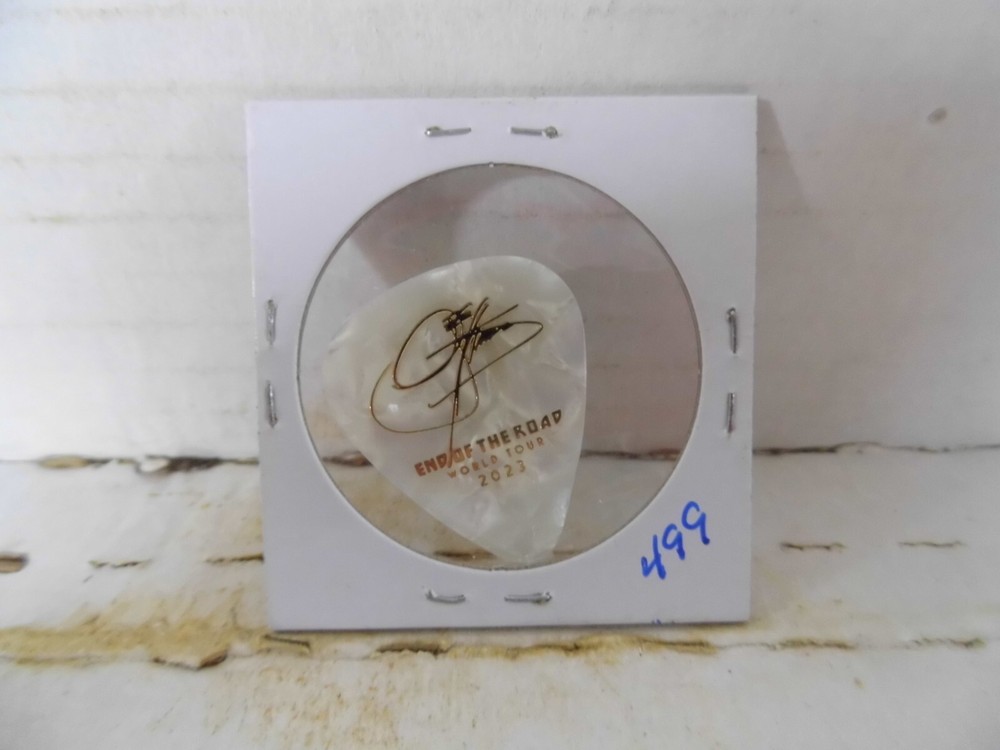 END OF THE ROAD
WORLD TOUR
2023
499